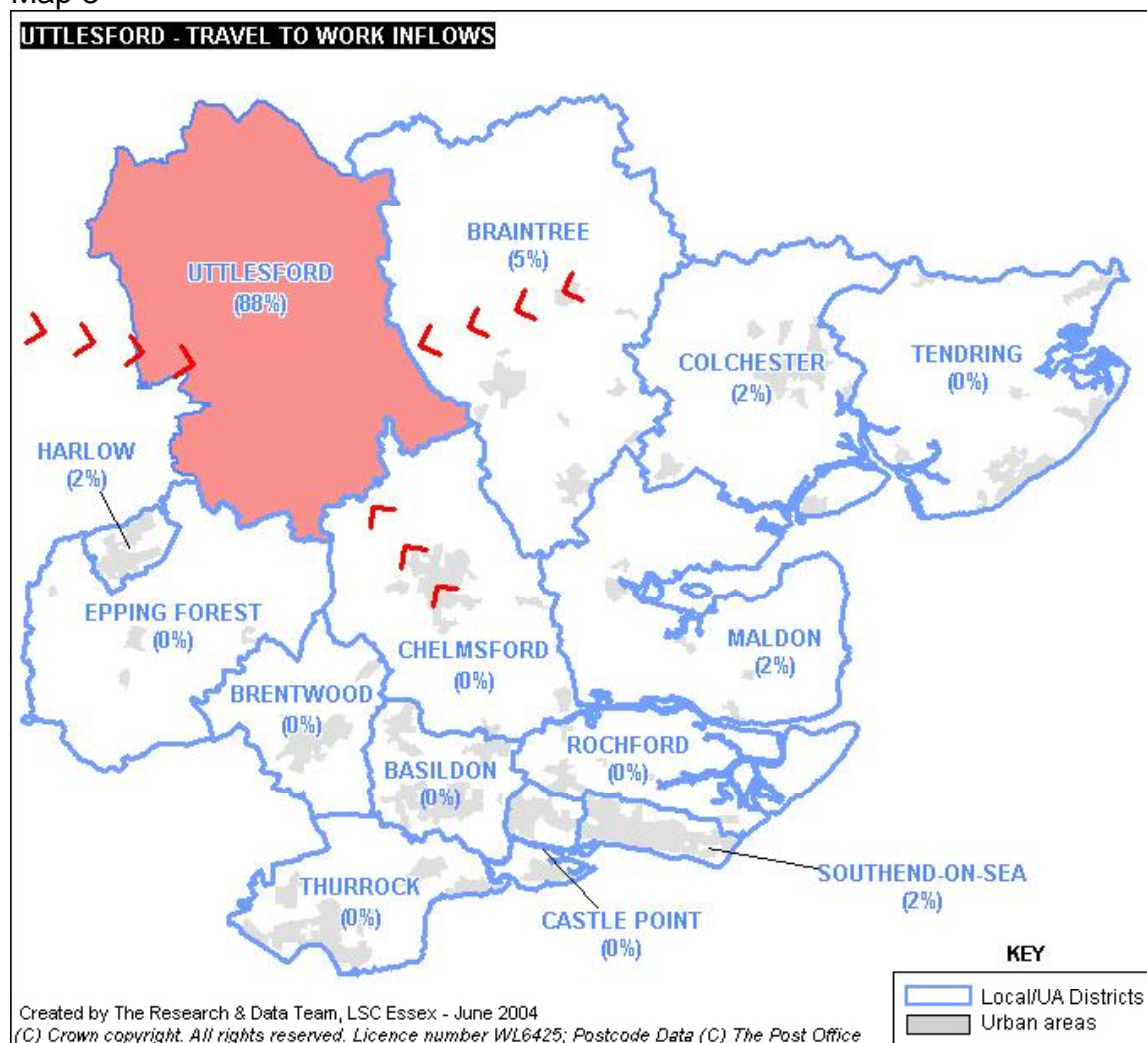 UTTLESFORD - TRAVEL TO WORK INFLOWS
BRAINTREE
(5%)
UTTLESFORD
(88%)
COLCHESTER
(2%)
TENDRING
(0%)
HARLOW
(2%)
EPPING FOREST
(0%)
CHELMSFORD
(0%)
MALDON
(2%)
BRENTWOOD
(0%)
ROCHFORD
(0%)
BASILDON
(0%)
SOUTHEND-ON-SEA
(2%)
THURROCK
(0%)
CASTLE POINT
(0%)
KEY
Local/UA Districts
Urban areas
Created by The Research & Data Team, LSC Essex - June 2004
(C) Crown copyright. All rights reserved. Licence number WL6425; Postcode Data (C) The Post Office